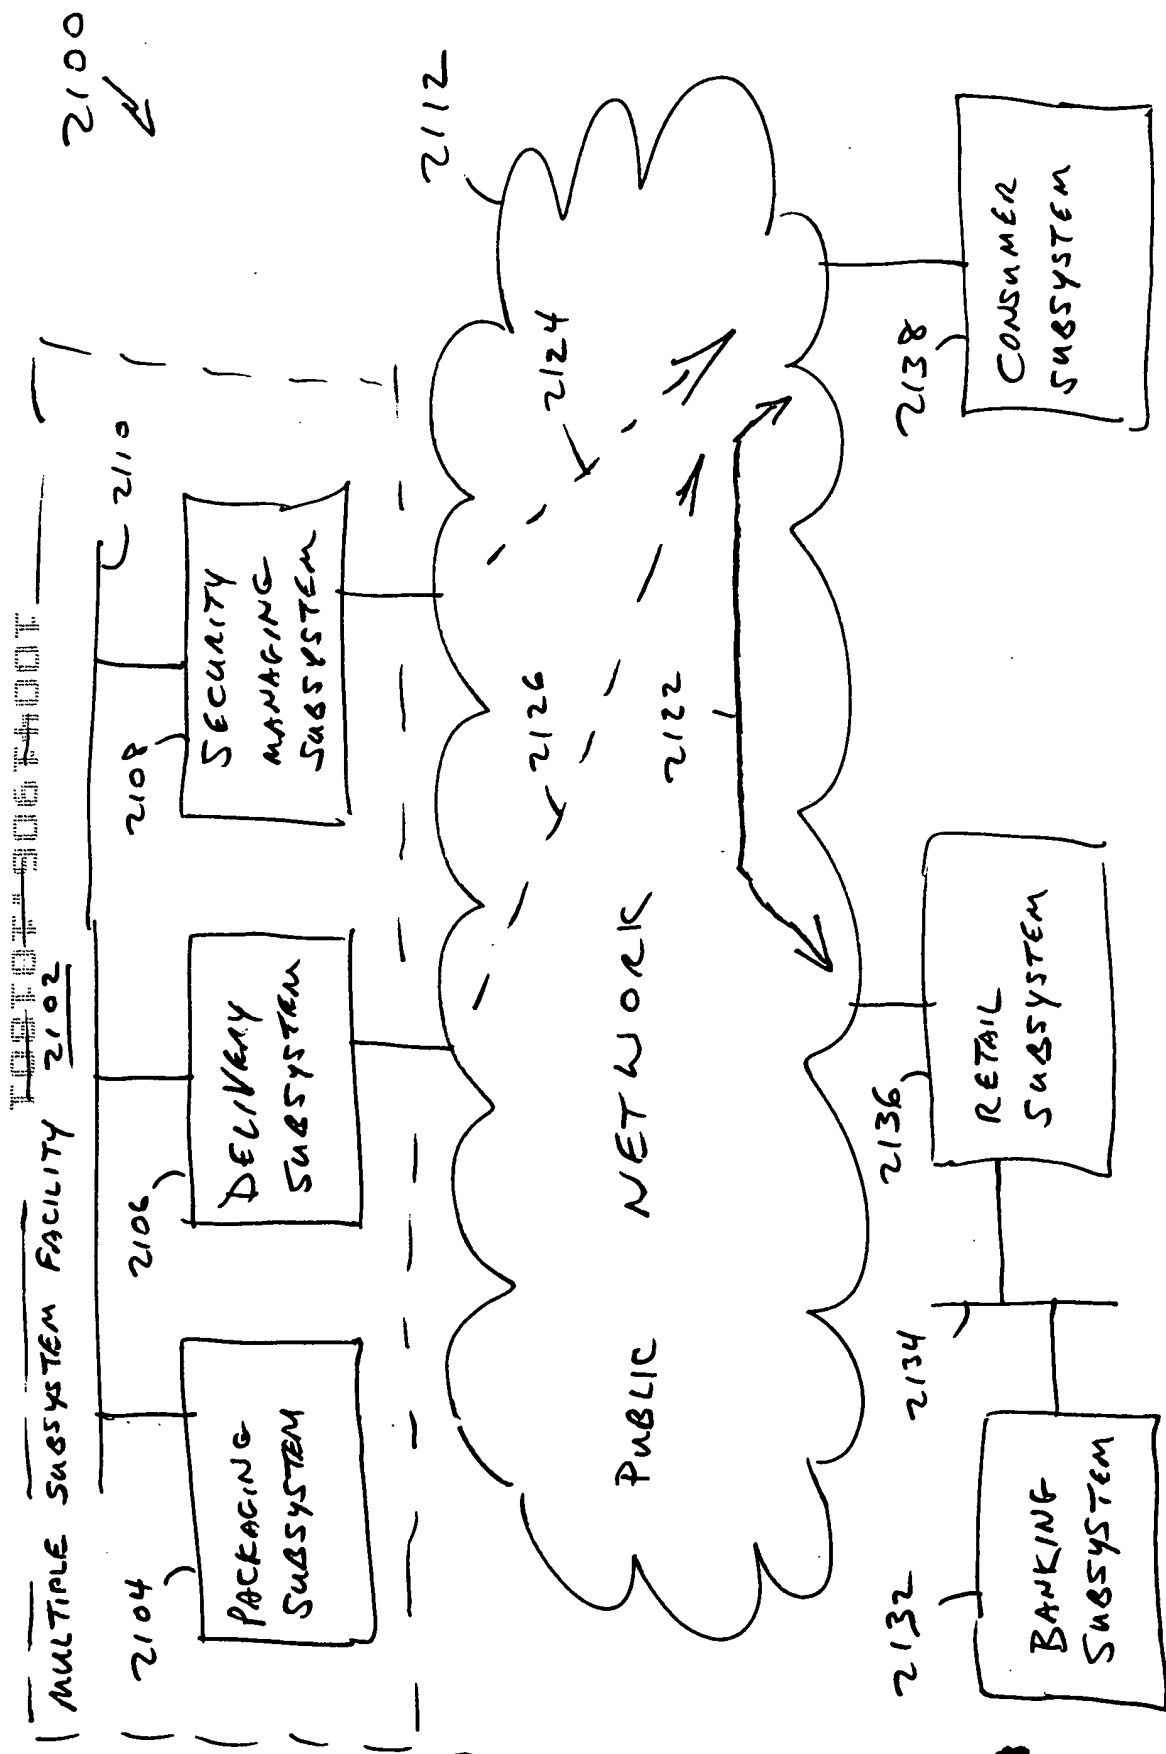 2100
MULTIPLE SUBSYSTEM FACILITY 2102
2110
2104
2106
2108
PACKAGING
SUBSYSTEM
DELIVERY
SUBSYSTEM
SECURITY
MANAGING
SUBSYSTEM
2112
2124
2126
2122
PUBLIC NETWORK
2132
2134
2136
2138
BANKING
SUBSYSTEM
RETAIL
SUBSYSTEM
CONSUMER
SUBSYSTEM